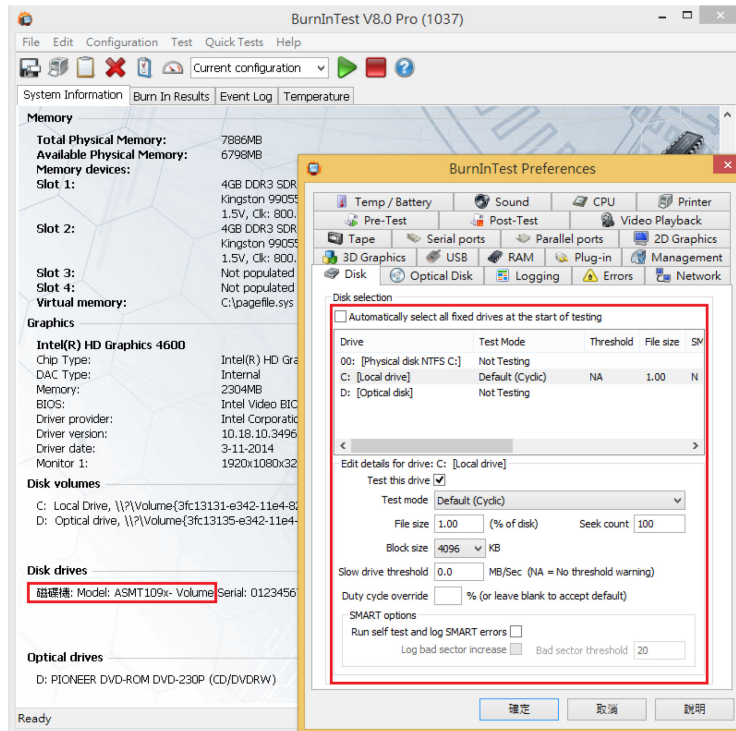 BurnInTest V8.0 Pro (1037)
File Edit Configuration Test QuickTests Help
Current configuration
System Information Burn In Results Event Log Temperature
Memory
Total Physical Memory: 7886MB
Available Physical Memory: 6798MB
Memory devices:
Slot 1: 4GB DDR3 SDR
Kingston 99055
1.5V, Clk: 800.
Slot 2: 4GB DDR3 SDR
Kingston 99055
1.5V, Clk: 800.
Slot 3: Not populated
Slot 4: Not populated
Virtual memory: C:\pagefile.sys
Graphics
Intel(R) HD Graphics 4600
Chip Type: Intel(R) HD Gra
DAC Type: Internal
Memory: 2304MB
BIOS: Intel Video BIO
Driver provider: Intel Corporatio
Driver version: 10.18.10.3496
Driver date: 3-11-2014
Monitor 1: 1920x1080x32
Disk volumes
C: Local Drive, \\?\Volume{3fc13131-e342-11e4-82
D: Optical drive, \\?\Volume{3fc13135-e342-11e4-
Disk drives
磁碟機: Model: ASMT109x- Volume Serial: 01234567
Optical drives
D: PIONEER DVD-ROM DVD-230P (CD/DVDRW)
Ready
BurnInTest Preferences
Temp / Battery Sound CPU Printer
Pre-Test Post-Test Video Playback
Tape Serial ports Parallel ports 2D Graphics
3D Graphics USB RAM Plug-in Management
Disk Optical Disk Logging Errors Network
Disk selection
Automatically select all fixed drives at the start of testing
Drive Test Mode Threshold File size SM
00: [Physical disk NTFS C:] Not Testing
C: [Local drive] Default (Cyclic) NA 1.00 N
D: [Optical disk] Not Testing
Edit details for drive: C: [Local drive]
Test this drive
Test mode Default (Cyclic)
File size 1.00 (% of disk) Seek count 100
Block size 4096 KB
Slow drive threshold 0.0 MB/Sec (NA = No threshold warning)
Duty cycle override % (or leave blank to accept default)
SMART options
Run self test and log SMART errors
Log bad sector increase Bad sector threshold 20
確定 取消 說明